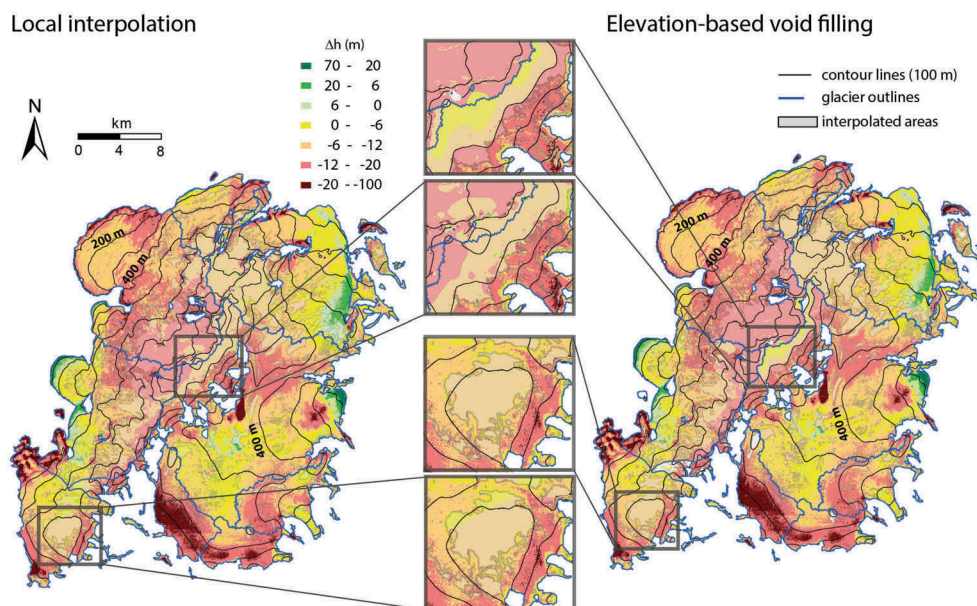 Local interpolation
Elevation-based void filling
Δh (m)
70 - 20
20 - 6
6 - 0
0 - -6
-6 - -12
-12 - -20
-20 - -100
N
km
0 4 8
contour lines (100 m)
glacier outlines
interpolated areas
200 m
400 m
400 m
200 m
400 m
400 m